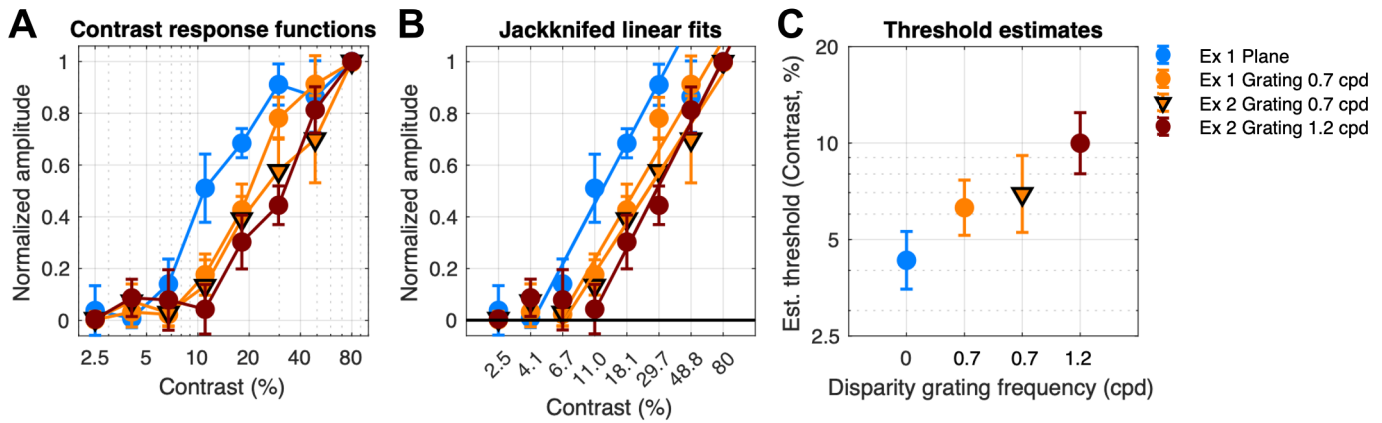 A
Contrast response functions
Normalized amplitude
1
0.8
0.6
0.4
0.2
0
2.5 5 10 20 40 80
Contrast (%)
B
Jackknifed linear fits
Normalized amplitude
1
0.8
0.6
0.4
0.2
0
2.5 4.1 6.7 11.0 18.1 29.7 48.8 80
Contrast (%)
C
Threshold estimates
Est. threshold (Contrast, %)
20
10
5
2.5
0 0.7 0.7 1.2
Disparity grating frequency (cpd)
Ex 1 Plane
Ex 1 Grating 0.7 cpd
Ex 2 Grating 0.7 cpd
Ex 2 Grating 1.2 cpd